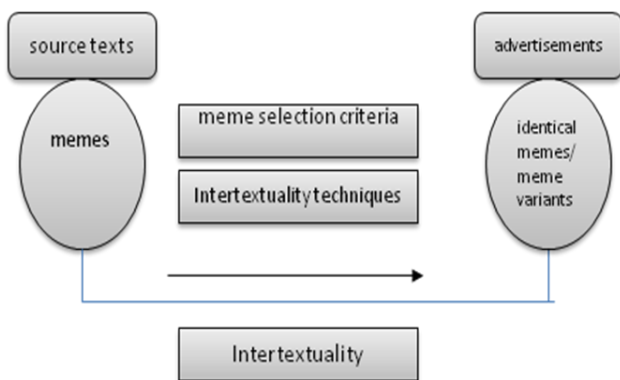 source texts
advertisements
memes
meme selection criteria
Intertextuality techniques
identical
memes/
meme
variants
Intertextuality